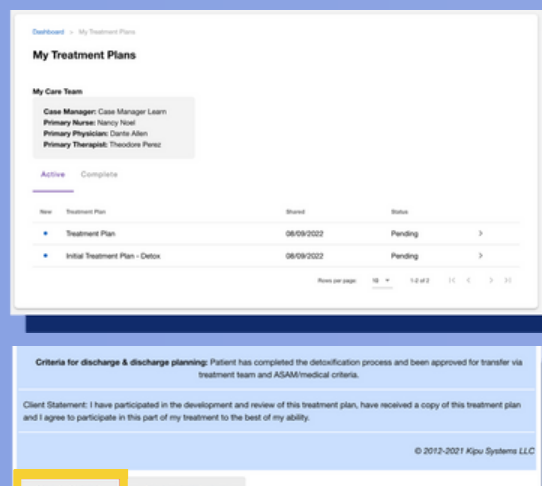 Dashboard > My Treatment Plans
My Treatment Plans
My Care Team
Case Manager: Case Manager Learn
Primary Nurse: Nancy Noel
Primary Physician: Dante Allen
Primary Therapist: Theodore Perez
Active Complete
New Treatment Plan Shared Status
Treatment Plan 08/09/2022 Pending >
Initial Treatment Plan - Detox 08/09/2022 Pending >
Rows per page: 10 1-2 of 2
Criteria for discharge & discharge planning: Patient has completed the detoxification process and been approved for transfer via
treatment team and ASAM/medical criteria.
Client Statement: I have participated in the development and review of this treatment plan, have received a copy of this treatment plan
and I agree to participate in this part of my treatment to the best of my ability.
© 2012-2021 Kipu Systems LLC